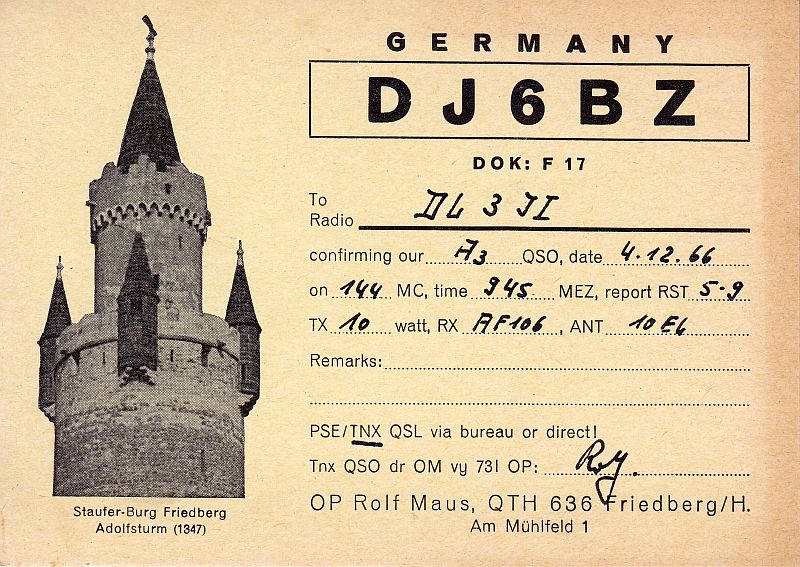 GERMANY
DJ6BZ
DOK: F 17
To
Radio DL 3 JI
confirming our A3 QSO, date 4.12.66
on 144 MC, time 945 MEZ, report RST 5-9
TX 10 watt, RX AF106, ANT 10 EL
Remarks:
PSE/TNX QSL via bureau or direct!
Tnx QSO dr OM vy 73! OP:
OP Rolf Maus, QTH 636 Friedberg/H.
Am Mühlfeld 1
Staufer-Burg Friedberg
Adolfsturm (1347)